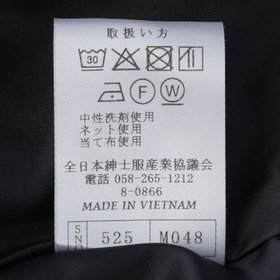 取扱い方
30
F W
中性洗剤使用
ネット使用
当て布使用
全日本紳士服産業協議会
電話 058-265-1212
8-0866
MADE IN VIETNAM
SNO 525 M048